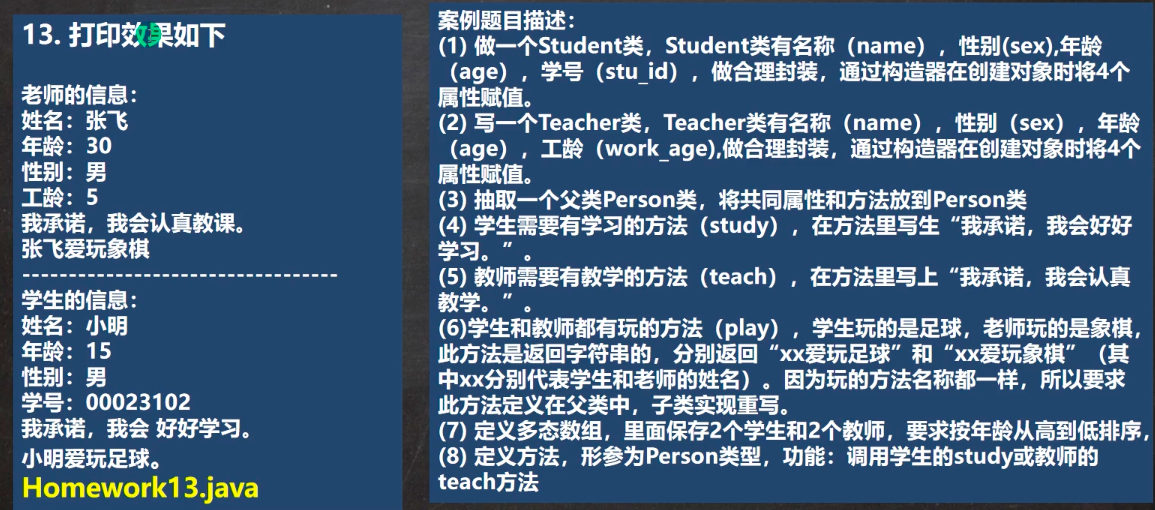 13. 打印效果如下
老师的信息：
姓名：张飞
年龄：30
性别：男
工龄：5
我承诺，我会认真教课。
张飞爱玩象棋
----------------------------------
学生的信息：
姓名：小明
年龄：15
性别：男
学号：00023102
我承诺，我会 好好学习。
小明爱玩足球。
Homework13.java
案例题目描述：
(1) 做一个Student类，Student类有名称（name），性别(sex),年龄
（age），学号（stu_id），做合理封装，通过构造器在创建对象时将4个
属性赋值。
(2) 写一个Teacher类，Teacher类有名称（name），性别（sex），年龄
（age），工龄（work_age),做合理封装，通过构造器在创建对象时将4个
属性赋值。
(3) 抽取一个父类Person类，将共同属性和方法放到Person类
(4) 学生需要有学习的方法（study），在方法里写生“我承诺，我会好好
学习。”。
(5) 教师需要有教学的方法（teach），在方法里写上“我承诺，我会认真
教学。”。
(6)学生和教师都有玩的方法（play），学生玩的是足球，老师玩的是象棋，
此方法是返回字符串的，分别返回“xx爱玩足球”和“xx爱玩象棋”（其
中xx分别代表学生和老师的姓名）。因为玩的方法名称都一样，所以要求
此方法定义在父类中，子类实现重写。
(7) 定义多态数组，里面保存2个学生和2个教师，要求按年龄从高到低排序，
(8) 定义方法，形参为Person类型，功能：调用学生的study或教师的
teach方法